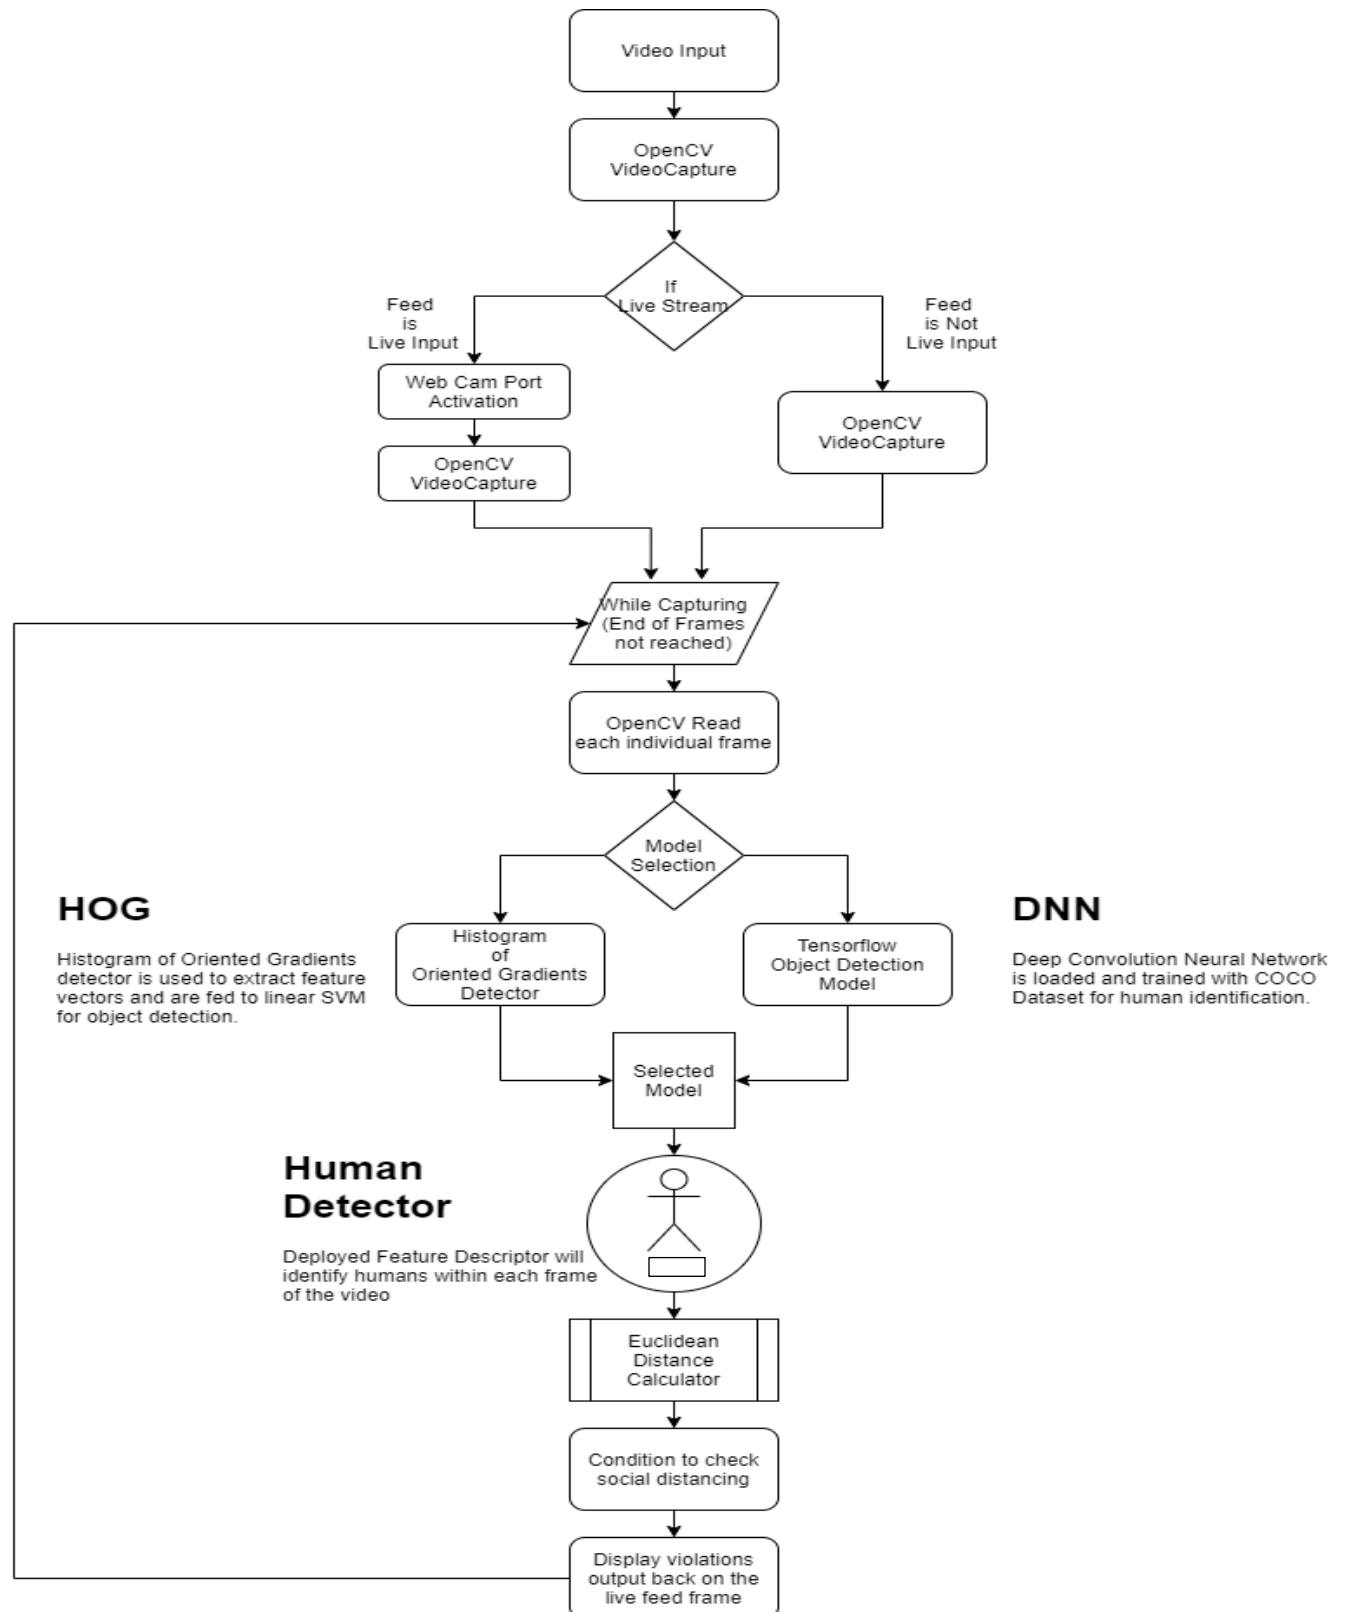 Video Input
OpenCV
VideoCapture
If
Live Stream
Feed
is
Live Input
Feed
is Not
Live Input
Web Cam Port
Activation
OpenCV
VideoCapture
OpenCV
VideoCapture
While Capturing
(End of Frames
not reached)
OpenCV Read
each individual frame
Model
Selection
HOG
Histogram of Oriented Gradients
detector is used to extract feature
vectors and are fed to linear SVM
for object detection.
Histogram
of
Oriented Gradients
Detector
Tensorflow
Object Detection
Model
DNN
Deep Convolution Neural Network
is loaded and trained with COCO
Dataset for human identification.
Selected
Model
Human
Detector
Deployed Feature Descriptor will
identify humans within each frame
of the video
Euclidean
Distance
Calculator
Condition to check
social distancing
Display violations
output back on the
live feed frame